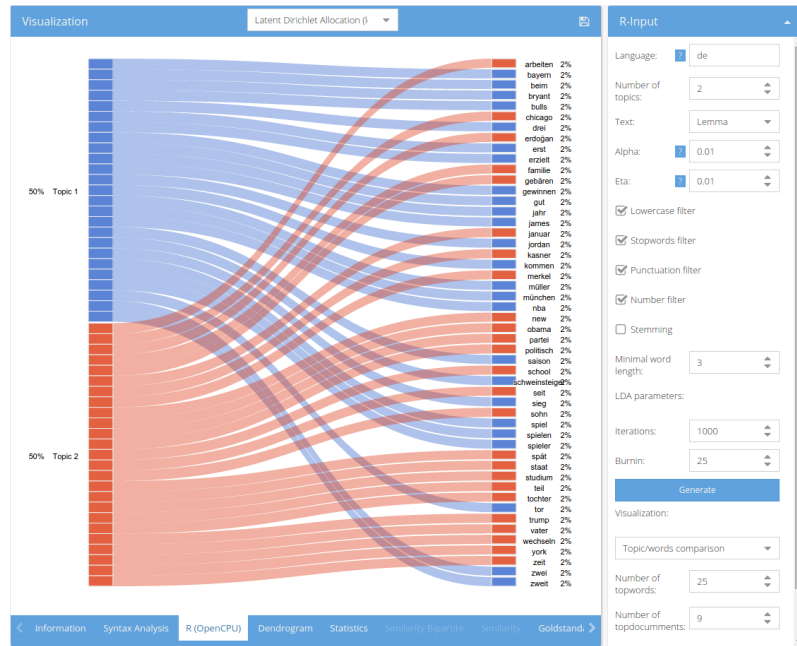 Visualization
Latent Dirichlet Allocation (l
R-Input
Language: ? de
Number of topics: 2
Text: Lemma
Alpha: ? 0.01
Eta: ? 0.01
Lowercase filter
Stopwords filter
Punctuation filter
Number filter
Stemming
Minimal word length: 3
LDA parameters:
Iterations: 1000
Burnin: 25
Generate
Visualization:
Topic/words comparison
Number of topwords: 25
Number of topdocumments: 9
50% Topic 1
50% Topic 2
arbeiten 2%
bayern 2%
beim 2%
bryant 2%
bulls 2%
chicago 2%
drei 2%
erdoğan 2%
erst 2%
erzielt 2%
familie 2%
gebären 2%
gewinnen 2%
gut 2%
jahr 2%
james 2%
januar 2%
jordan 2%
kasner 2%
kommen 2%
merkel 2%
müller 2%
münchen 2%
nba 2%
new 2%
obama 2%
partei 2%
politisch 2%
saison 2%
school 2%
schweinsteiger 2%
seit 2%
sieg 2%
sohn 2%
spiel 2%
spielen 2%
spieler 2%
spät 2%
staat 2%
studium 2%
teil 2%
tochter 2%
tor 2%
trump 2%
vater 2%
wechseln 2%
york 2%
zeit 2%
zwei 2%
zweit 2%
Information Syntax Analysis R (OpenCPU) Dendrogram Statistics Similarity Bipartite Similarity Goldstand